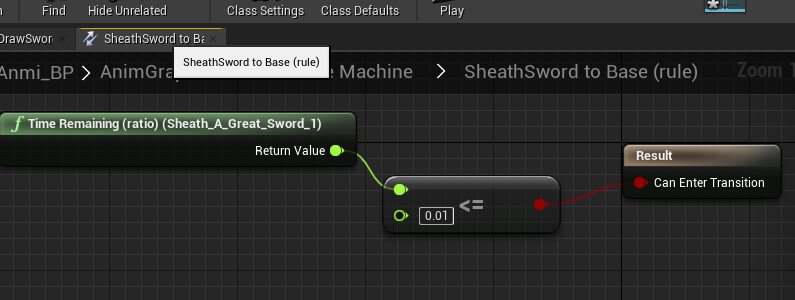 Find
Hide Unrelated
Class Settings
Class Defaults
Play
DrawSwor
SheathSword to Ba
SheathSword to Base (rule)
Anmi_BP > AnimGra e Machine > SheathSword to Base (rule)
Zoom 1
f Time Remaining (ratio) (Sheath_A_Great_Sword_1)
Return Value
0.01
<=
Result
Can Enter Transition